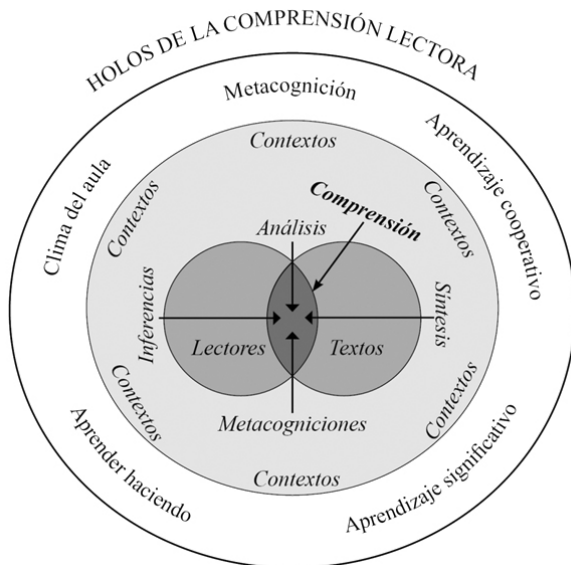 HOLOS DE LA COMPRENSIÓN LECTORA
Metacognición
Clima del aula
Aprendizaje cooperativo
Contextos
Contextos
Contextos
Comprensión
Análisis
Inferencias
Síntesis
Lectores
Textos
Metacogniciones
Contextos
Contextos
Contextos
Aprender haciendo
Aprendizaje significativo